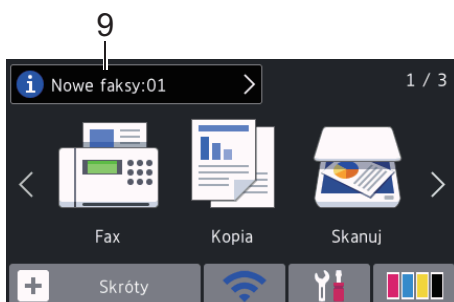 9
i Nowe faksy:01 >
1 / 3
Fax Kopia Skanuj
+ Skróty